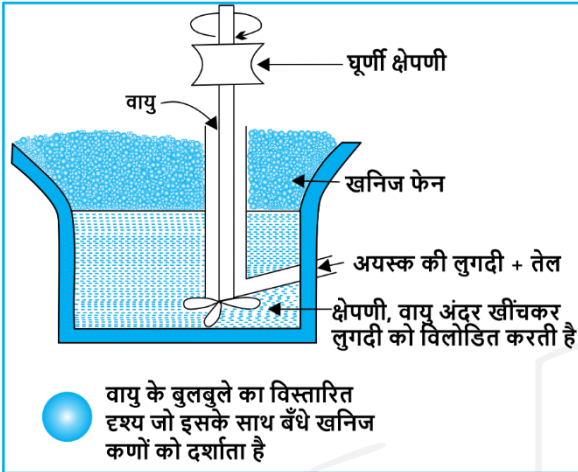 घूर्णी क्षेपणी
वायु
खनिज फेन
अयस्क की लुगदी + तेल
क्षेपणी, वायु अंदर खींचकर
लुगदी को विलोडित करती है
वायु के बुलबुले का विस्तारित
दृश्य जो इसके साथ बँधे खनिज
कणों को दर्शाता है